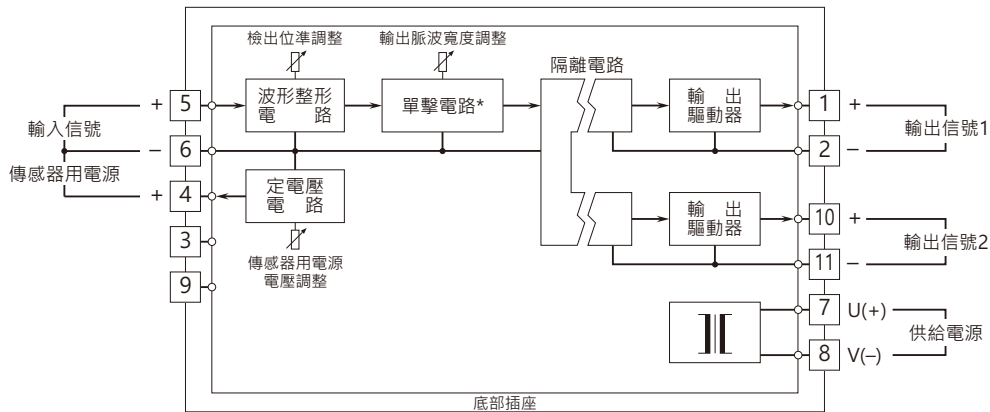 檢出位準調整
輸出脈波寬度調整
隔離電路
波形整形
電 路
單擊電路*
輸 出
驅動器
輸入信號
傳感器用電源
+ 5
– 6
+ 4
3
9
定電壓
電 路
傳感器用電源
電壓調整
輸 出
驅動器
1 +
2 –
輸出信號1
10 +
11 –
輸出信號2
7 U(+)
8 V(–)
供給電源
底部插座